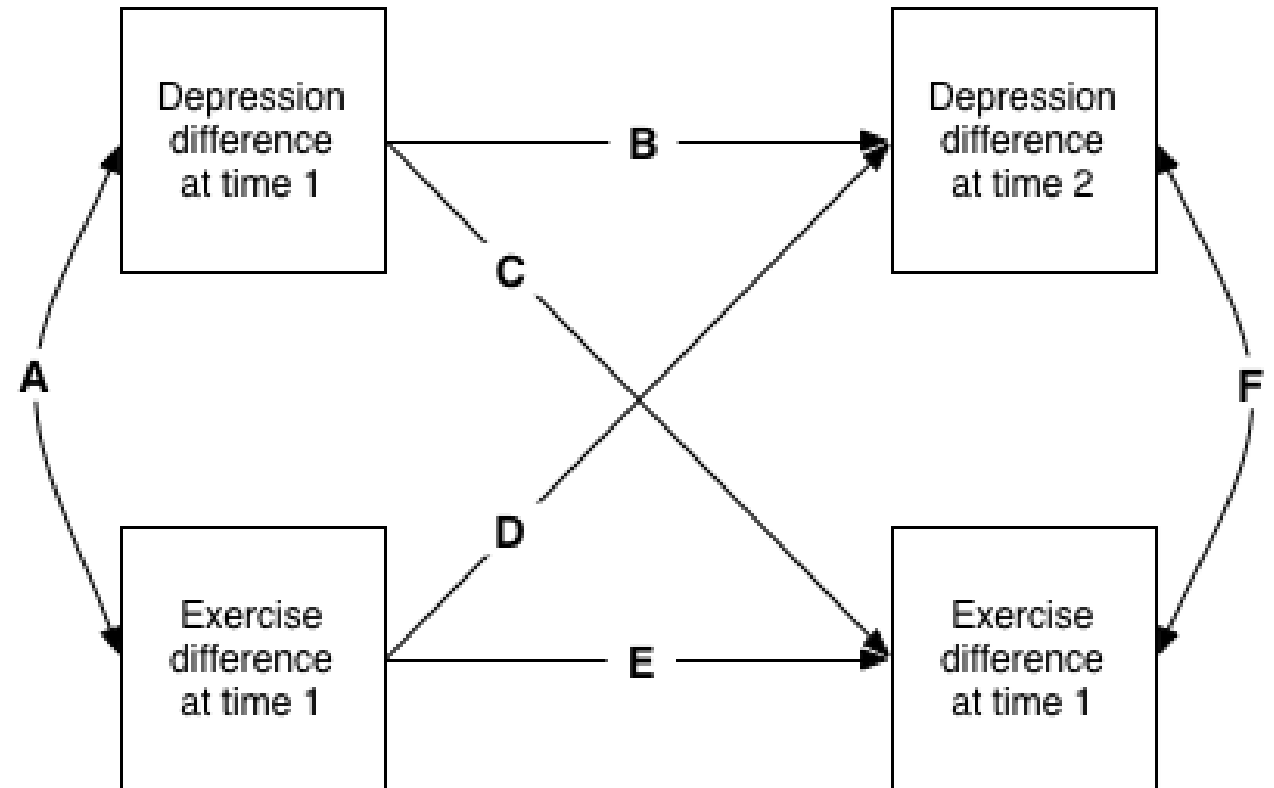 Depression
difference
at time 1
B
Depression
difference
at time 2
C
A
F
D
Exercise
difference
at time 1
E
Exercise
difference
at time 1